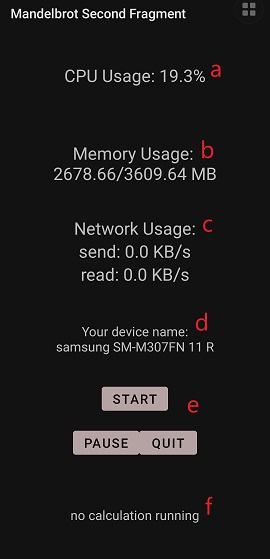 Mandelbrot Second Fragment
CPU Usage: 19.3% a
Memory Usage: b
2678.66/3609.64 MB
Network Usage: c
send: 0.0 KB/s
read: 0.0 KB/s
Your device name: d
samsung SM-M307FN 11 R
START
e
PAUSE QUIT
no calculation running f